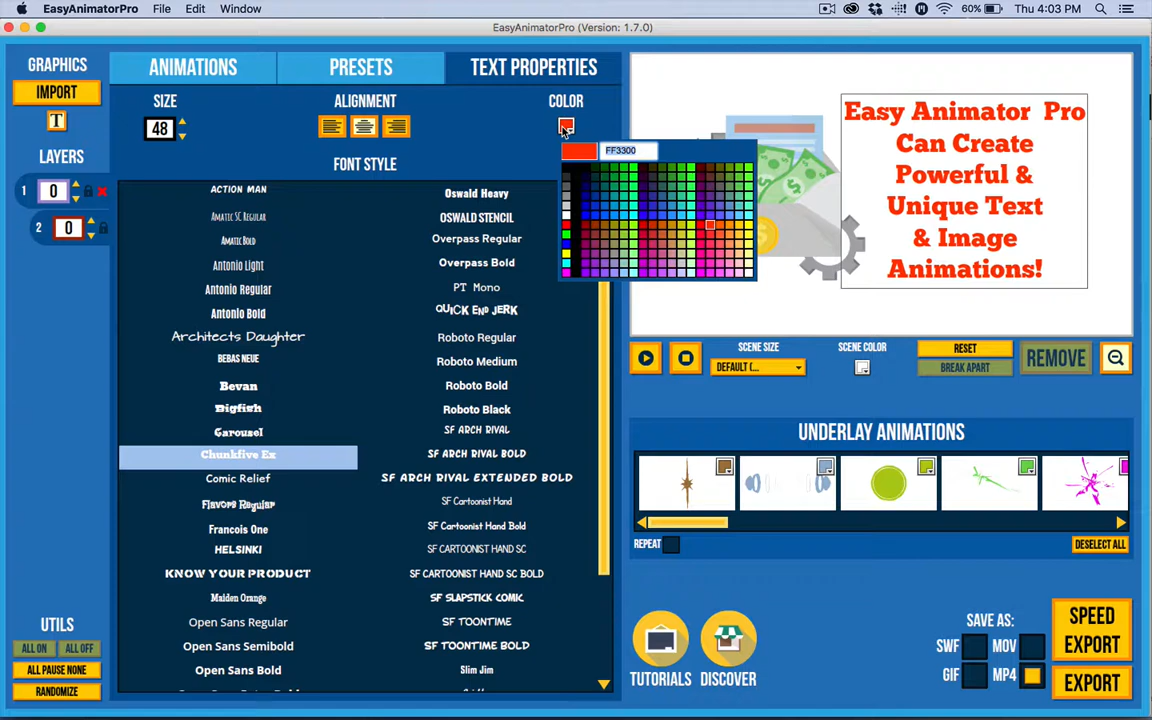 EasyAnimatorPro File Edit Window
60% Thu 4:03 PM
EasyAnimatorPro (Version: 1.7.0)
GRAPHICS
IMPORT
T
LAYERS
1 0
2 0
UTILS
ALL ON ALL OFF
ALL PAUSE NONE
RANDOMIZE
ANIMATIONS PRESETS TEXT PROPERTIES
SIZE ALIGNMENT COLOR
48
FF3300
FONT STYLE
ACTION MAN
AMATIC SC REGULAR
AMATIC BOLD
Antonio Light
Antonio Regular
Antonio Bold
Architects Daughter
BEBAS NEUE
Bevan
Bigfish
Carousel
Chunkfive Ex
Comic Relief
Flavors Regular
Francois One
HELSINKI
KNOW YOUR PRODUCT
Maiden Orange
Open Sans Regular
Open Sans Semibold
Open Sans Bold
Oswald Heavy
OSWALD STENCIL
Overpass Regular
Overpass Bold
PT Mono
QUICK END JERK
Roboto Regular
Roboto Medium
Roboto Bold
Roboto Black
SF ARCH RIVAL
SF ARCH RIVAL BOLD
SF ARCH RIVAL EXTENDED BOLD
SF Cartoonist Hand
SF Cartoonist Hand Bold
SF CARTOONIST HAND SC
SF CARTOONIST HAND SC BOLD
SF SLAPSTICK COMIC
SF TOONTIME
SF TOONTIME BOLD
Slim Jim
Easy Animator Pro
Can Create
Powerful &
Unique Text
& Image
Animations!
SCENE SIZE
DEFAULT (...
SCENE COLOR
RESET
BREAK APART
REMOVE
UNDERLAY ANIMATIONS
REPEAT
DESELECT ALL
TUTORIALS
DISCOVER
SAVE AS:
SWF MOV
GIF MP4
SPEED
EXPORT
EXPORT